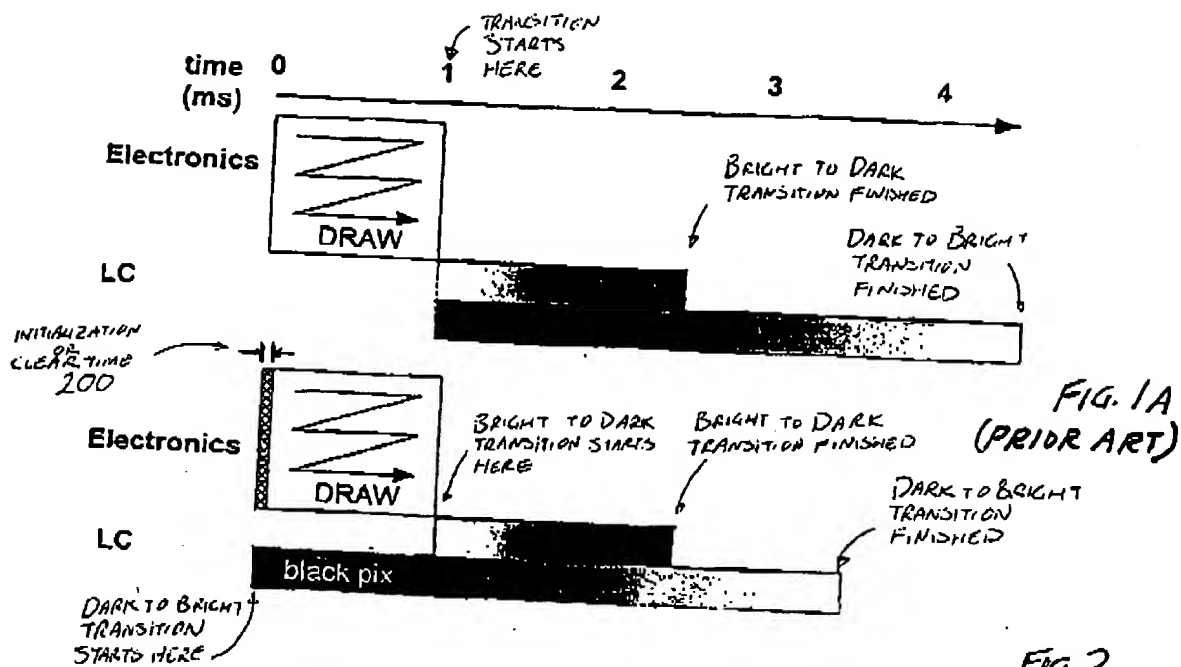 TRANSITION
STARTS
HERE
time 0 1 2 3 4
(ms)
Electronics
DRAW
BRIGHT TO DARK
TRANSITION FINISHED
DARK TO BRIGHT
TRANSITION
FINISHED
LC
INITIALIZATION
OR
CLEAR TIME
200
FIG. 1A
(PRIOR ART)
Electronics
DRAW
BRIGHT TO DARK
TRANSITION STARTS
HERE
BRIGHT TO DARK
TRANSITION FINISHED
DARK TO BRIGHT
TRANSITION
FINISHED
LC
black pix
DARK TO BRIGHT
TRANSITION
STARTS HERE
FIG. 2